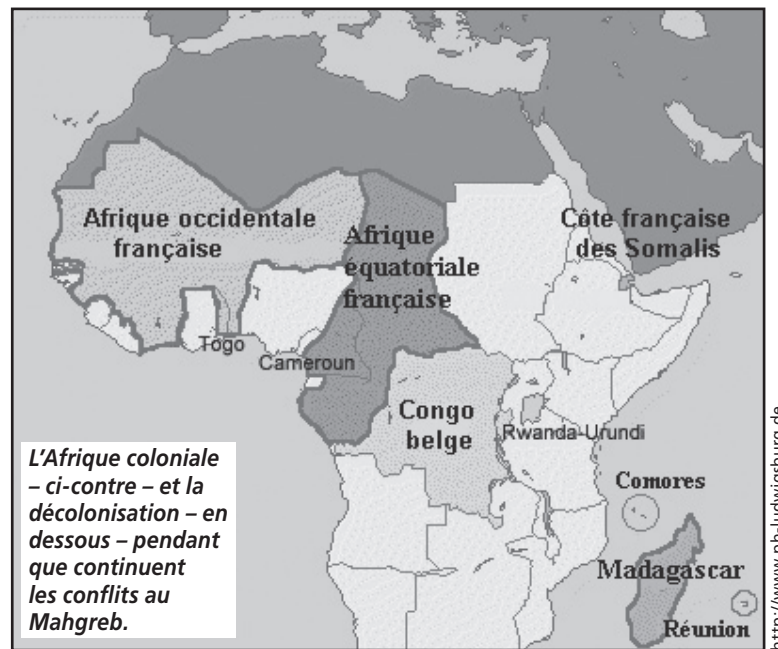 Afrique occidentale
française
Afrique
équatoriale
française
Côte française
des Somalis
Togo
Cameroun
Congo
belge
Rwanda-Urundi
Comores
Madagascar
Réunion
L'Afrique coloniale
– ci-contre – et la
décolonisation – en
dessous – pendant
que continuent
les conflits au
Mahgreb.
http://www.ph-ludwigsburg.de